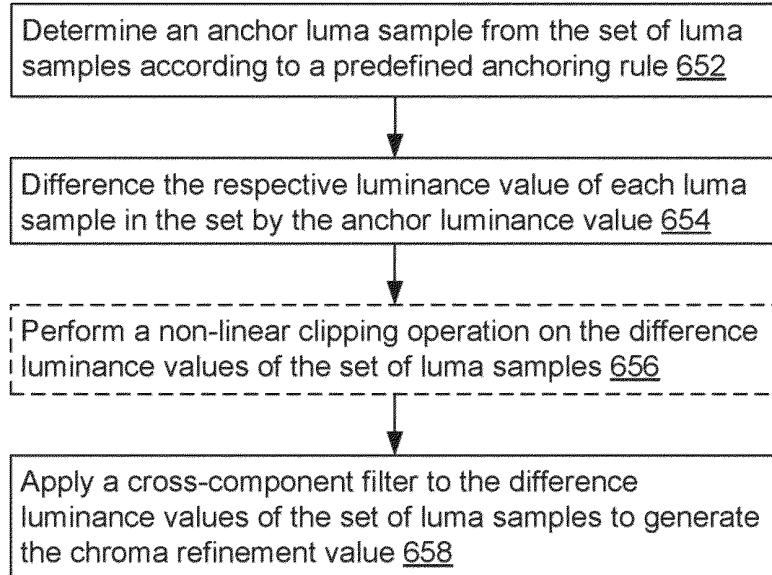 Determine an anchor luma sample from the set of luma
samples according to a predefined anchoring rule 652
Difference the respective luminance value of each luma
sample in the set by the anchor luminance value 654
Perform a non-linear clipping operation on the difference
luminance values of the set of luma samples 656
Apply a cross-component filter to the difference
luminance values of the set of luma samples to generate
the chroma refinement value 658